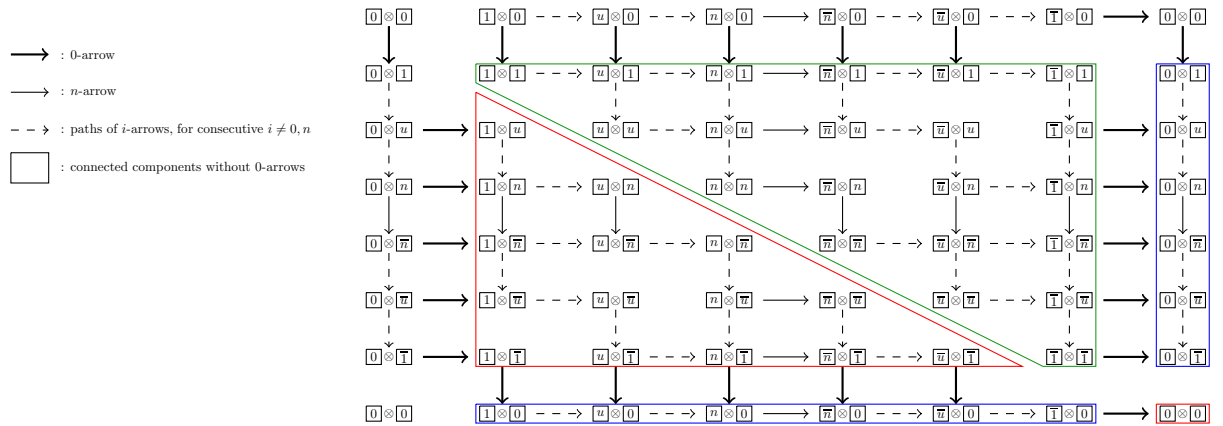 0 ⊗ 0 1 ⊗ 0 u ⊗ 0 n ⊗ 0 n̅ ⊗ 0 u̅ ⊗ 0 1̅ ⊗ 0 0 ⊗ 0
: 0-arrow
0 ⊗ 1 1 ⊗ 1 u ⊗ 1 n ⊗ 1 n̅ ⊗ 1 u̅ ⊗ 1 1̅ ⊗ 1 0 ⊗ 1
: n-arrow
: paths of i-arrows, for consecutive i ≠ 0, n
0 ⊗ u 1 ⊗ u u ⊗ u n ⊗ u n̅ ⊗ u u̅ ⊗ u 1̅ ⊗ u 0 ⊗ u
: connected components without 0-arrows
0 ⊗ n 1 ⊗ n u ⊗ n n ⊗ n n̅ ⊗ n u̅ ⊗ n 1̅ ⊗ n 0 ⊗ n
0 ⊗ n̅ 1 ⊗ n̅ u ⊗ n̅ n ⊗ n̅ n̅ ⊗ n̅ u̅ ⊗ n̅ 1̅ ⊗ n̅ 0 ⊗ n̅
0 ⊗ u̅ 1 ⊗ u̅ u ⊗ u̅ n ⊗ u̅ n̅ ⊗ u̅ u̅ ⊗ u̅ 1̅ ⊗ u̅ 0 ⊗ u̅
0 ⊗ 1̅ 1 ⊗ 1̅ u ⊗ 1̅ n ⊗ 1̅ n̅ ⊗ 1̅ u̅ ⊗ 1̅ 1̅ ⊗ 1̅ 0 ⊗ 1̅
0 ⊗ 0 1 ⊗ 0 u ⊗ 0 n ⊗ 0 n̅ ⊗ 0 u̅ ⊗ 0 1̅ ⊗ 0 0 ⊗ 0